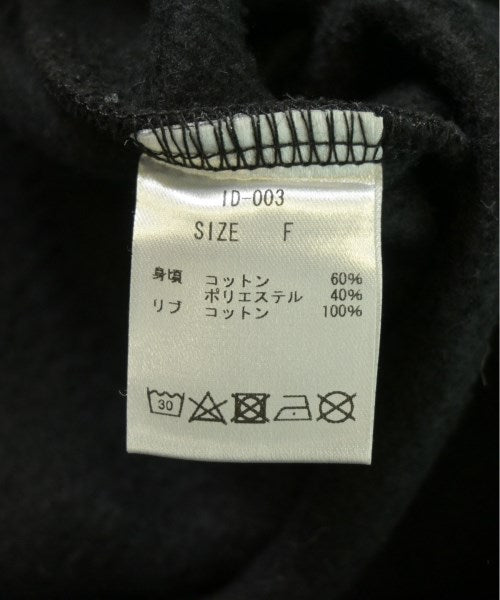 ID-003
SIZE F
身頃 コットン 60%
ポリエステル 40%
リブ コットン 100%
30